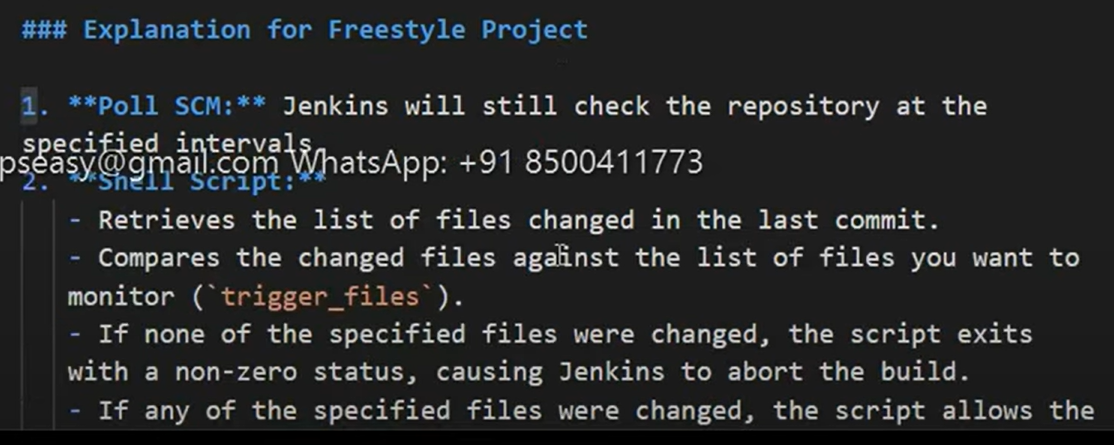 ### Explanation for Freestyle Project
1. **Poll SCM:** Jenkins will still check the repository at the
specified intervals.
pseasy@gmail.com WhatsApp: +91 8500411773
2. **Shell Script:**
- Retrieves the list of files changed in the last commit.
- Compares the changed files against the list of files you want to
monitor (`trigger_files`).
- If none of the specified files were changed, the script exits
with a non-zero status, causing Jenkins to abort the build.
- If any of the specified files were changed, the script allows the